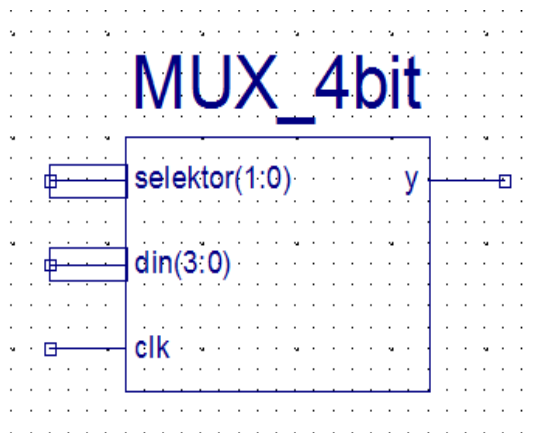 MUX_4bit
selektor(1:0) y
din(3:0)
clk